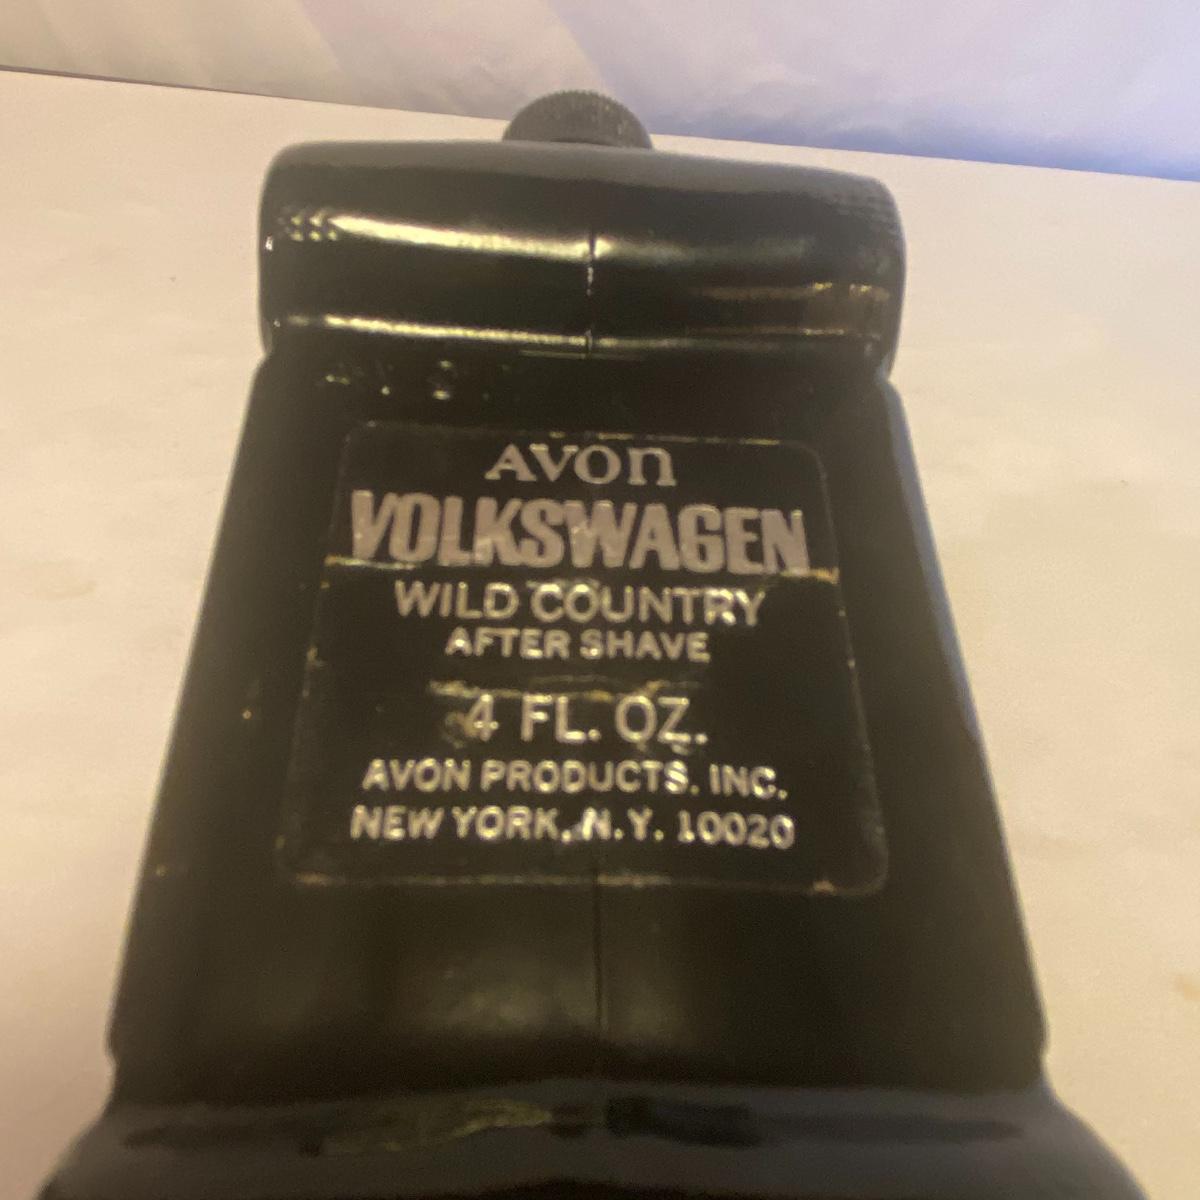 AVON
VOLKSWAGEN
WILD COUNTRY
AFTER SHAVE
4 FL. OZ.
AVON PRODUCTS, INC.
NEW YORK, N.Y. 10020